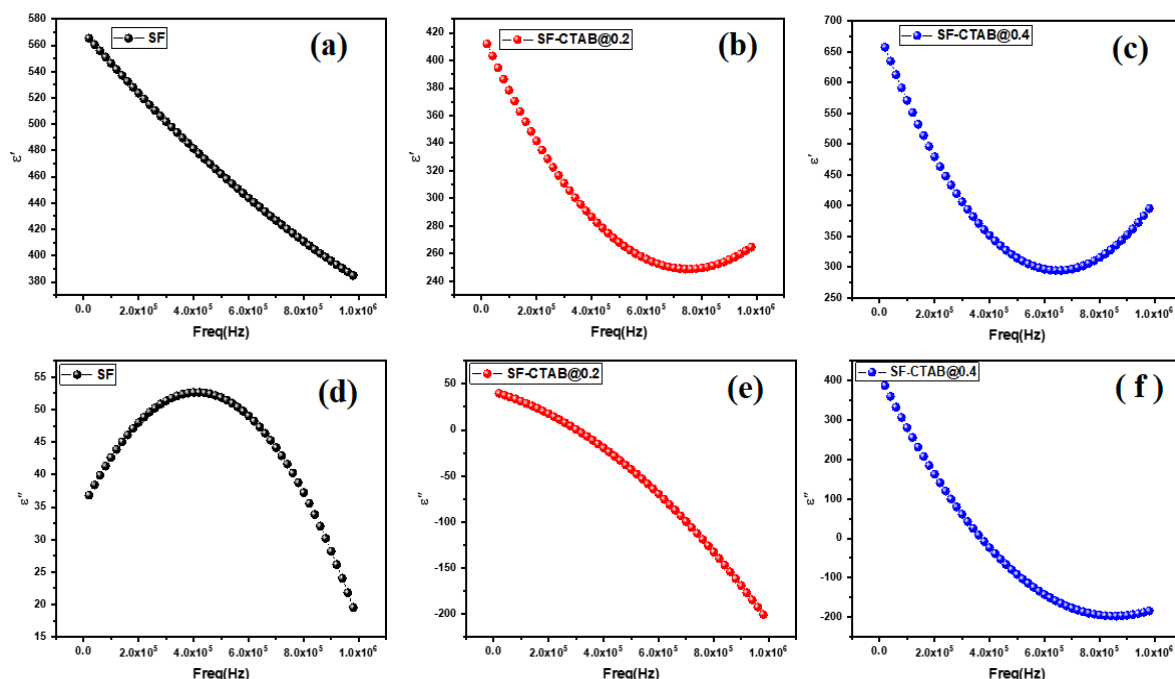 SF
(a)
580
560
540
520
500
480
460
440
420
400
380
ε′
0.0
2.0x10⁵
4.0x10⁵
6.0x10⁵
8.0x10⁵
1.0x10⁶
Freq(Hz)
SF-CTAB@0.2
(b)
420
400
380
360
340
320
300
280
260
240
ε′
0.0
2.0x10⁵
4.0x10⁵
6.0x10⁵
8.0x10⁵
1.0x10⁶
Freq(Hz)
SF-CTAB@0.4
(c)
700
650
600
550
500
450
400
350
300
250
ε′
0.0
2.0x10⁵
4.0x10⁵
6.0x10⁵
8.0x10⁵
1.0x10⁶
Freq(Hz)
SF
(d)
55
50
45
40
35
30
25
20
15
ε″
0.0
2.0x10⁵
4.0x10⁵
6.0x10⁵
8.0x10⁵
1.0x10⁶
Freq(Hz)
SF-CTAB@0.2
(e)
50
0
-50
-100
-150
-200
ε″
0.0
2.0x10⁵
4.0x10⁵
6.0x10⁵
8.0x10⁵
1.0x10⁶
Freq(Hz)
SF-CTAB@0.4
( f )
400
300
200
100
0
-100
-200
ε″
0.0
2.0x10⁵
4.0x10⁵
6.0x10⁵
8.0x10⁵
1.0x10⁶
Freq(Hz)